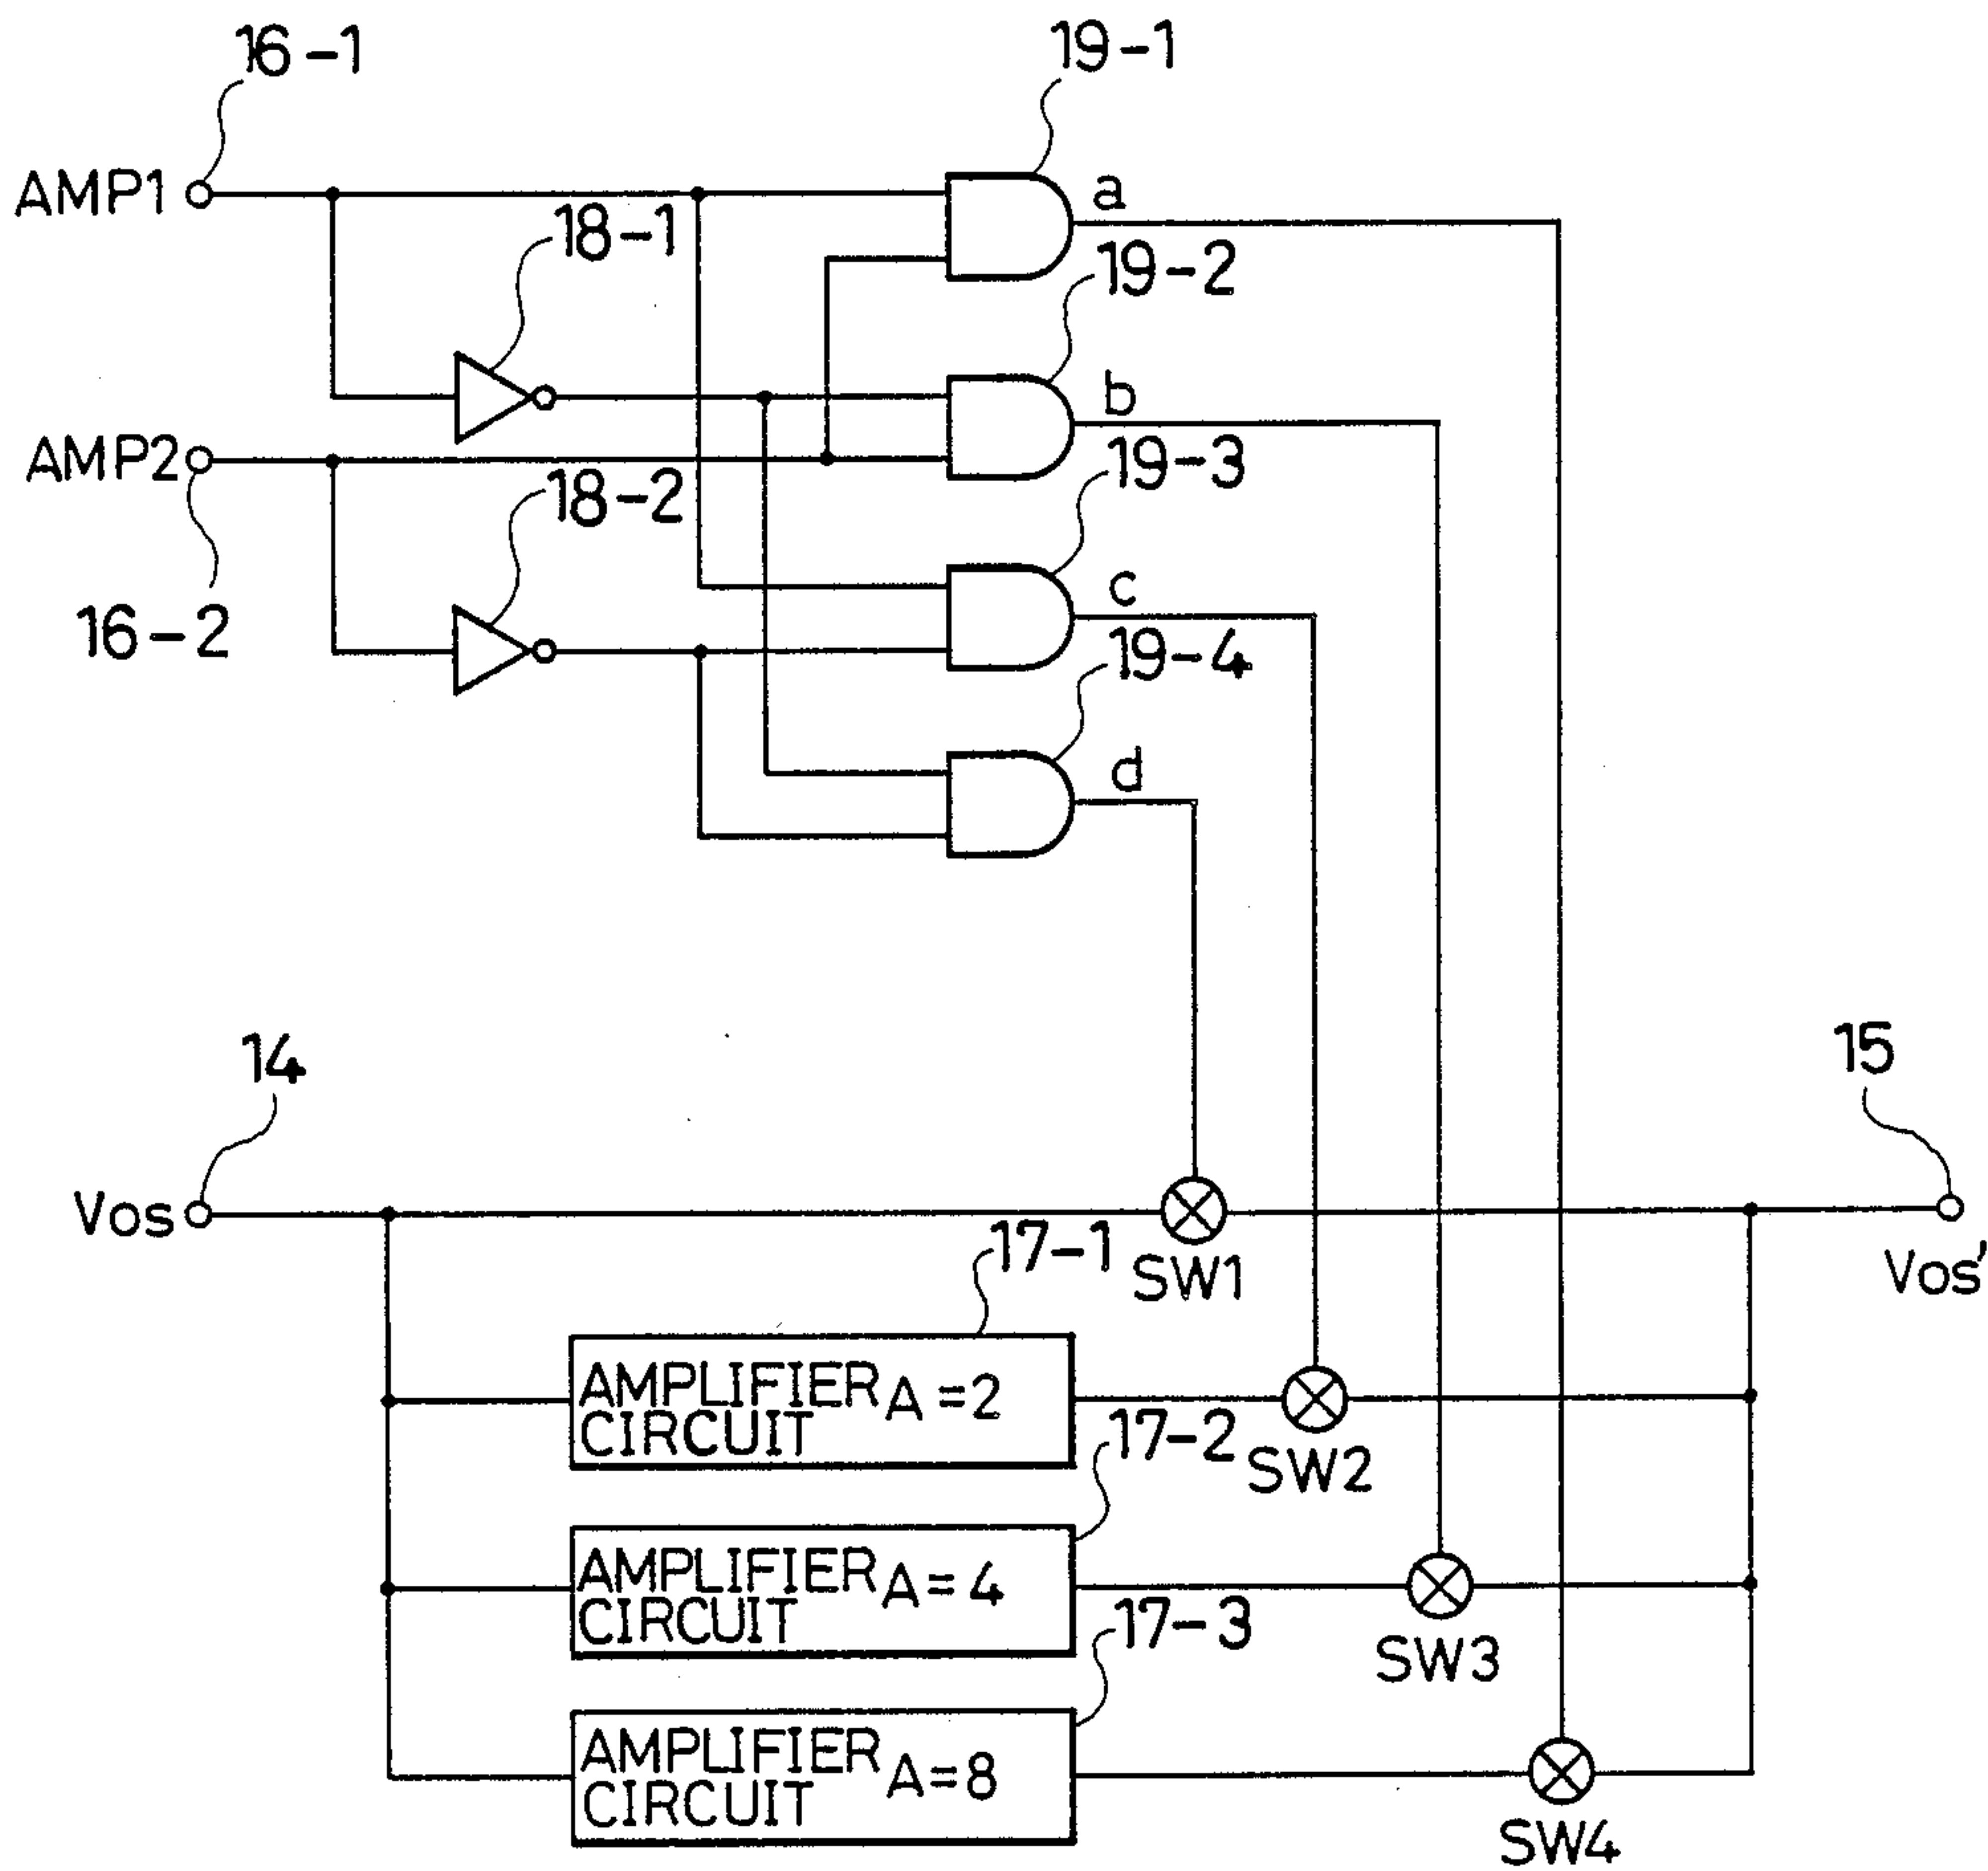 16-1
19-1
AMP1
a
18-1
19-2
b
AMP2
19-3
18-2
c
16-2
19-4
d
14
15
Vos
17-1
SW1
Vos'
AMPLIFIER
CIRCUIT
A=2
17-2
SW2
AMPLIFIER
CIRCUIT
A=4
17-3
SW3
AMPLIFIER
CIRCUIT
A=8
SW4